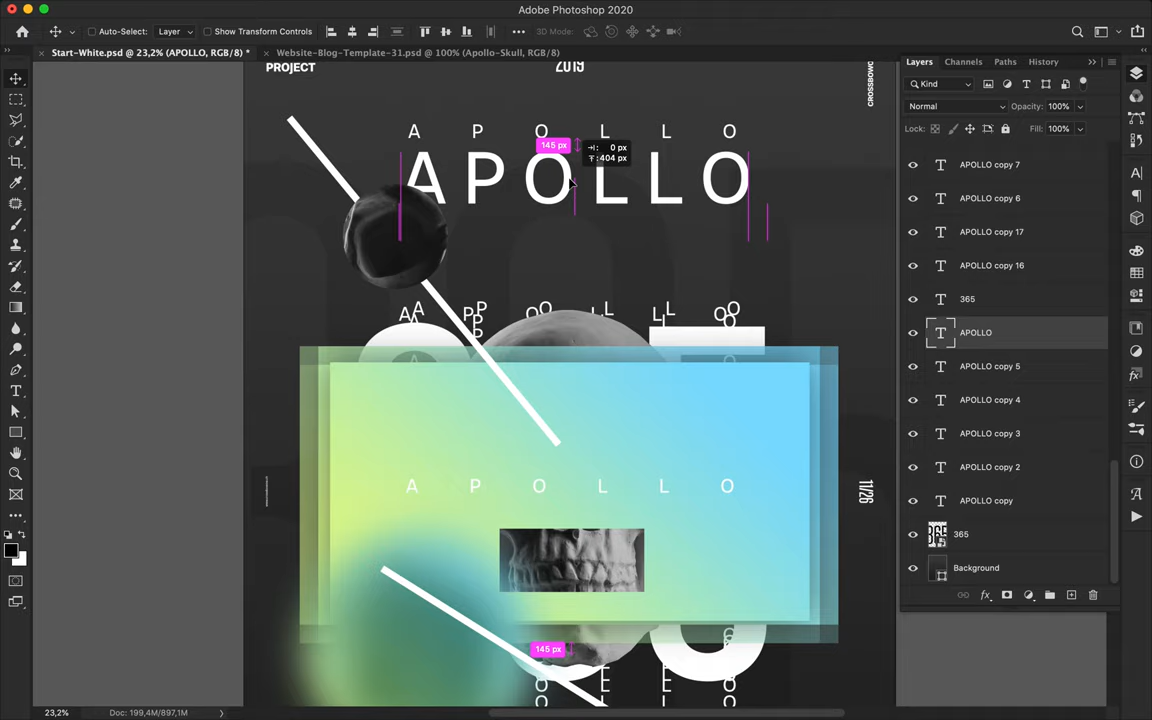 Adobe Photoshop 2020
Auto-Select: Layer Show Transform Controls 3D Mode:
Start-White.psd @ 23,2% (APOLLO, RGB/8) *
Website-Blog-Template-31.psd @ 100% (Apollo-Skull, RGB/8)
Layers Channels Paths History
Kind
Normal Opacity: 100%
Lock: Fill: 100%
APOLLO copy 7
APOLLO copy 6
APOLLO copy 17
APOLLO copy 16
365
APOLLO
APOLLO copy 5
APOLLO copy 4
APOLLO copy 3
APOLLO copy 2
APOLLO copy
365
Background
PROJECT
2019
CROSSBOWC
A P O L L O
145 px
0 px
404 px
APOLLO
A P O L L O
11/26
145 px
23,2% Doc: 199,4M/897,1M